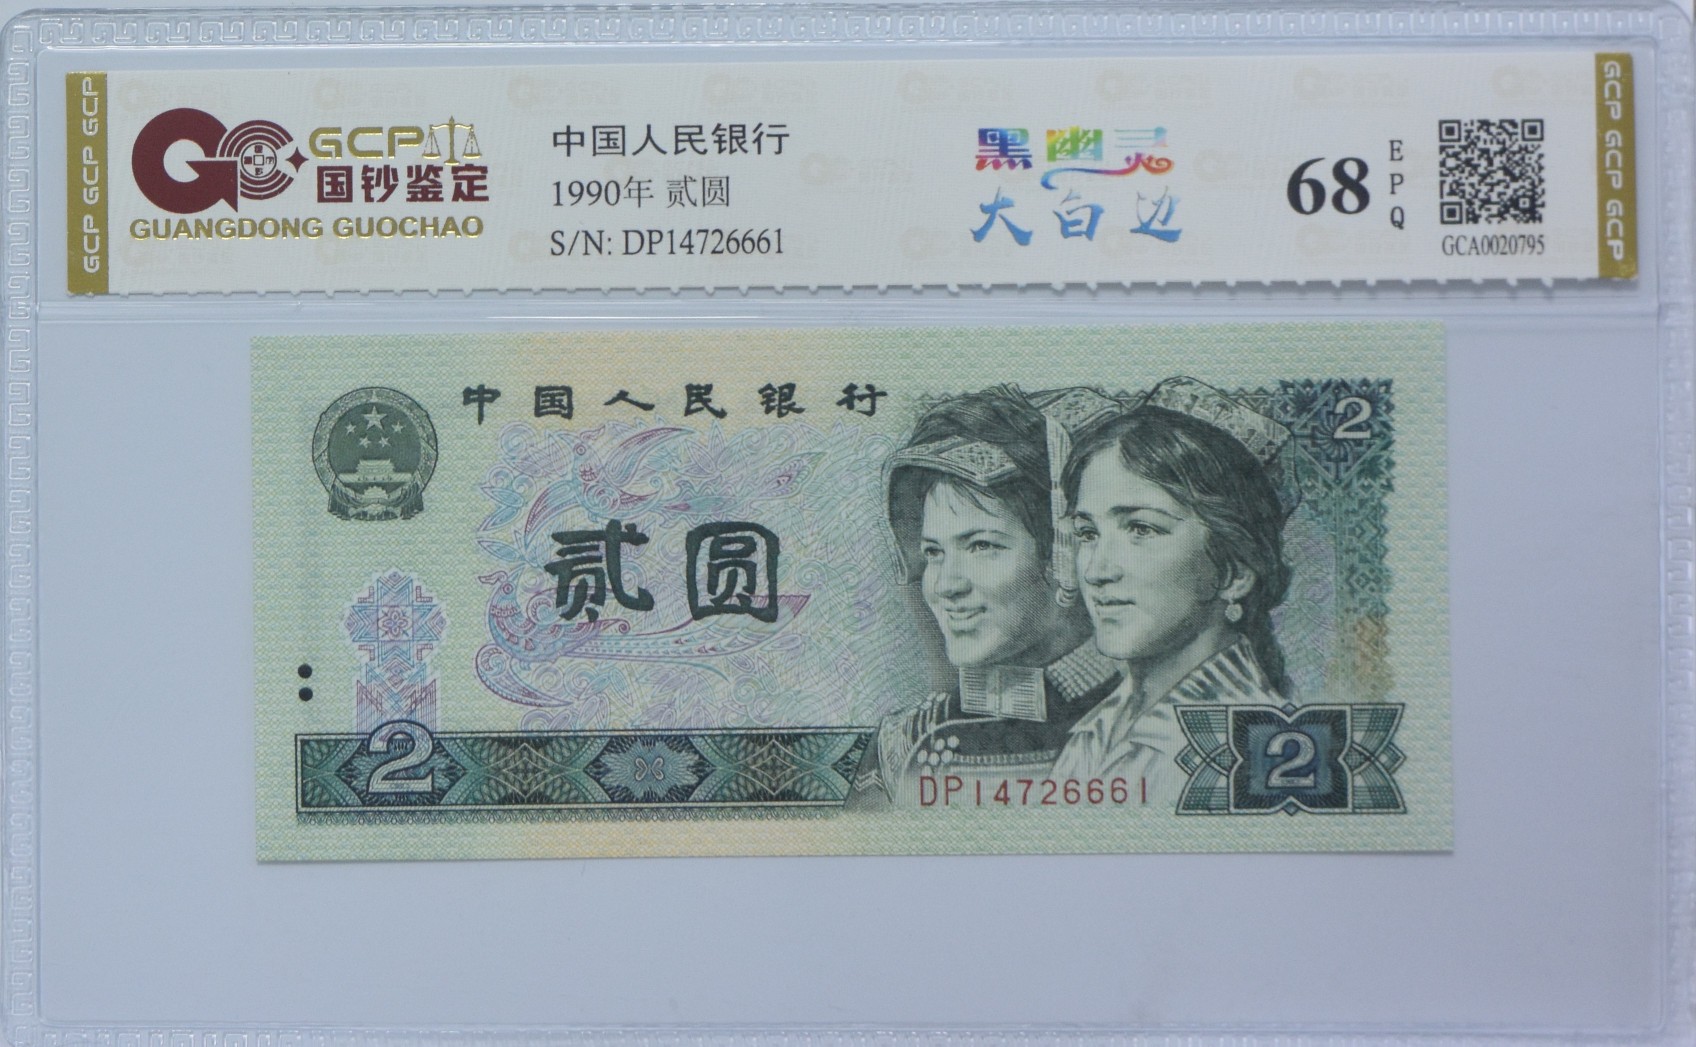 GCP GCP GCP
GCP
国钞鉴定
GUANGDONG GUOCHAO
中国人民银行
1990年 贰圆
S/N: DP14726661
黑幽灵
大白边
68
E
P
Q
GCA0020795
GCP GCP GCP
中国人民银行
2
贰圆
2
2
DP14726661